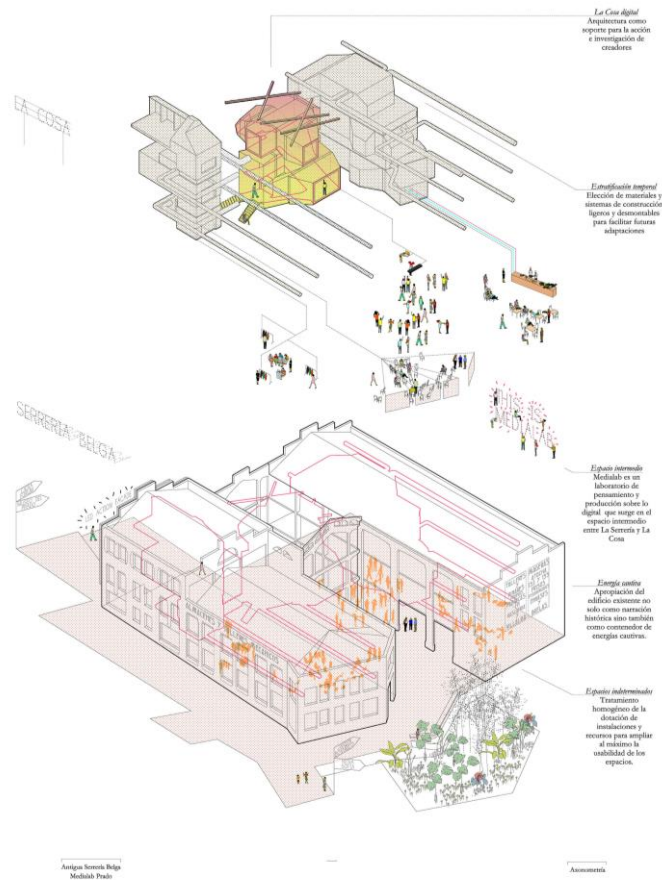 La Cosa digital
Arquitectura como
soporte para la acción
e investigación de
creadores
LA COSA
Estratificación temporal
Elección de materiales y
sistemas de construcción
ligeros y desmontables
para facilitar futuras
adaptaciones
THIS IS
MEDIALAB
SERRERIA BELGA
Espacio intermedio
Medialab es un
laboratorio de
pensamiento y
producción sobre lo
digital que surge en el
espacio intermedio
entre La Serrería y La
Cosa
Energía cautiva
Apropiación del
edificio existente no
solo como narración
histórica sino también
como contenedor de
energías cautivas.
ALMACENES
Espacios indeterminados
Tratamiento
homogéneo de la
dotación de
instalaciones y
recursos para ampliar
al máximo la
usabilidad de los
espacios.
Antigua Serrería Belga
Medialab Prado
Axonometría